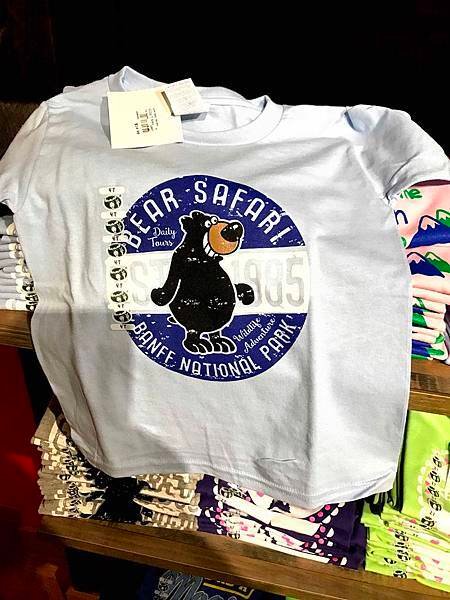 BEAR SAFARI
Daily
Tours
EST 1985
Wildlife
Adventure
BANFF NATIONAL PARK